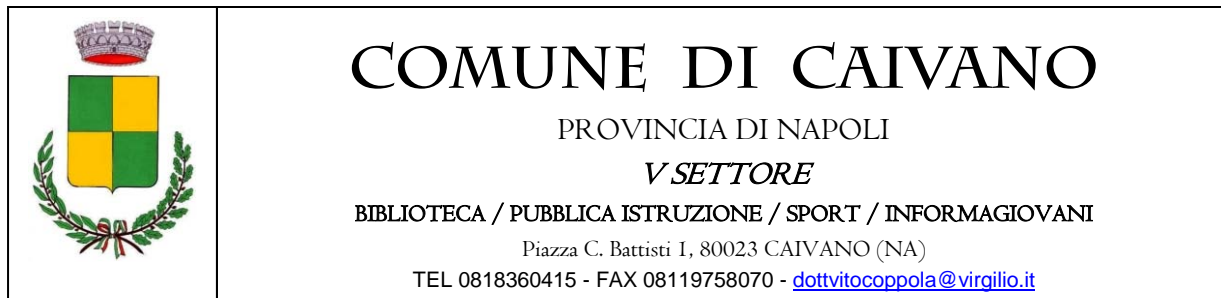 COMUNE DI CAIVANO
PROVINCIA DI NAPOLI
V SETTORE
BIBLIOTECA / PUBBLICA ISTRUZIONE / SPORT / INFORMAGIOVANI
Piazza C. Battisti 1, 80023 CAIVANO (NA)
TEL 0818360415 - FAX 08119758070 - dottvitocoppola@virgilio.it